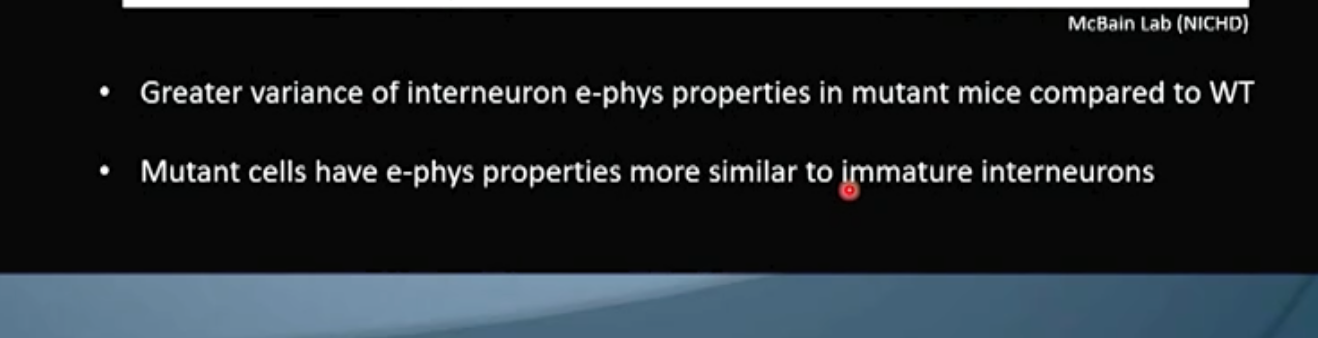 McBain Lab (NICHD)
• Greater variance of interneuron e-phys properties in mutant mice compared to WT
• Mutant cells have e-phys properties more similar to immature interneurons